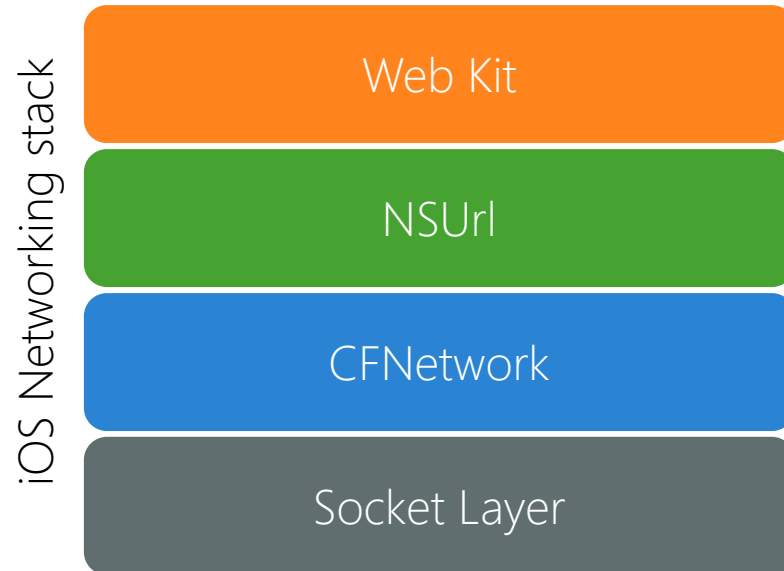 iOS Networking stack
Web Kit
NSUrl
CFNetwork
Socket Layer